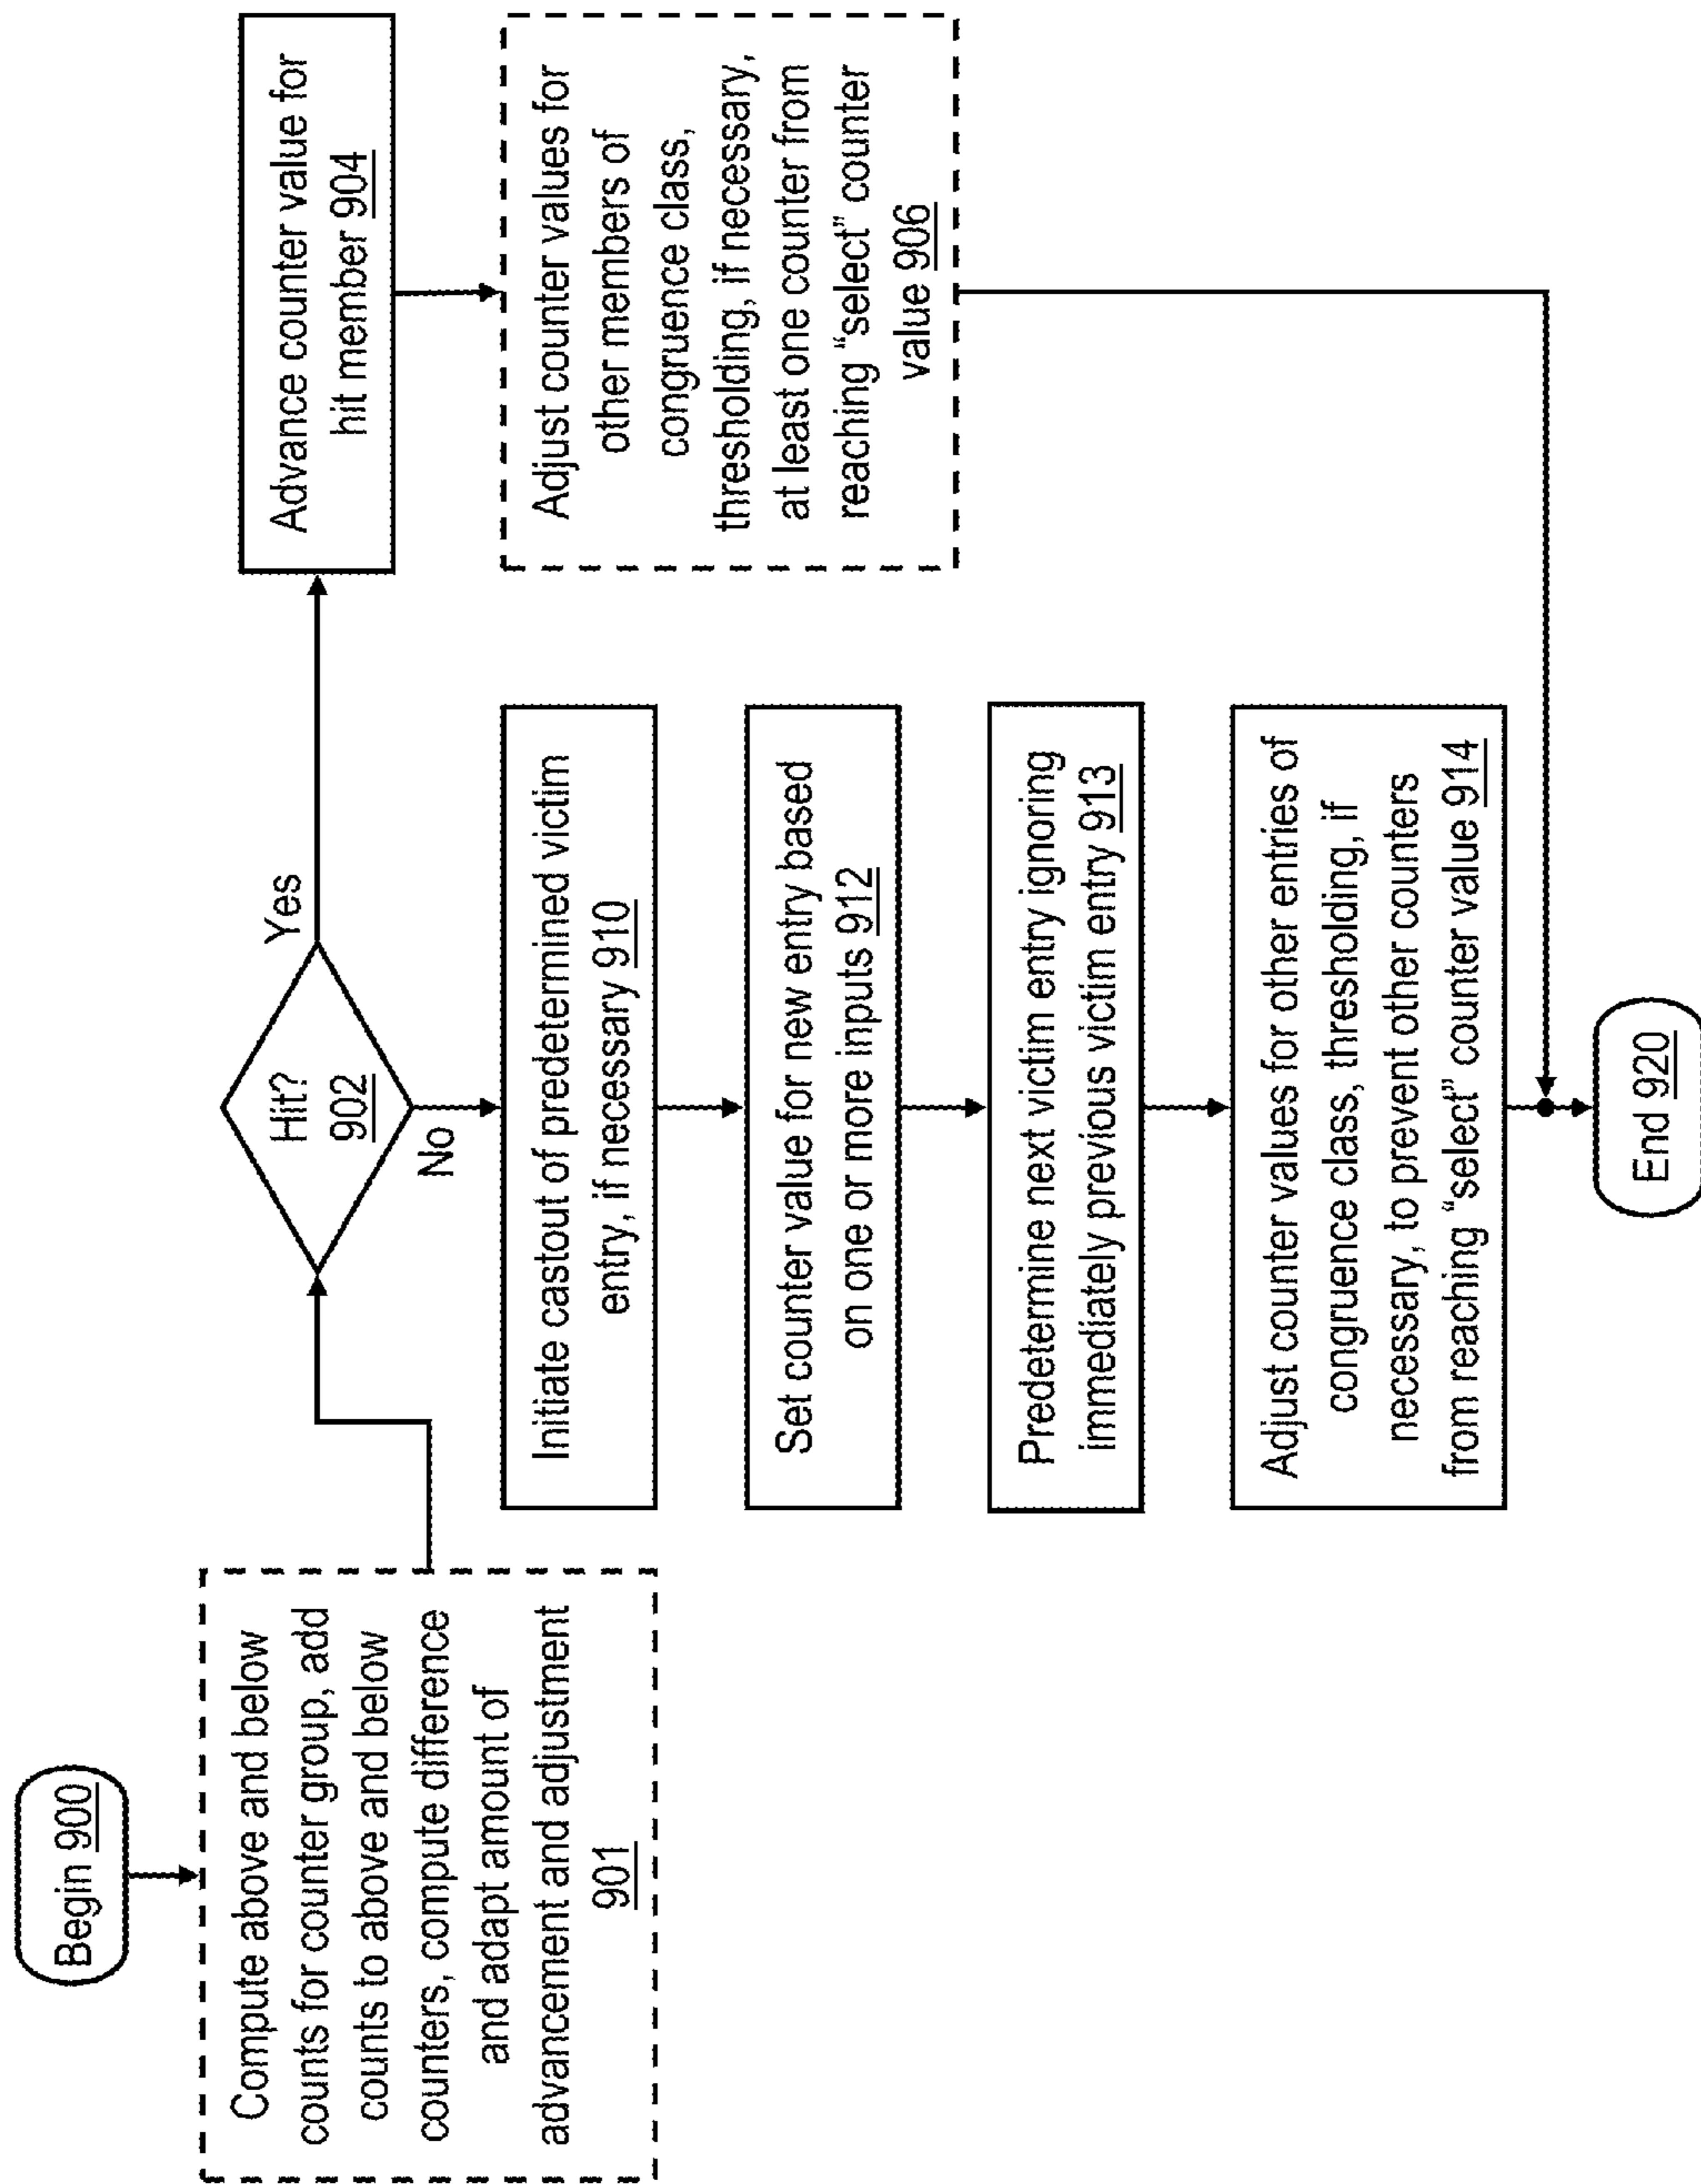 Begin 900
Compute above and below
counts for counter group, add
counts to above and below
counters, compute difference
and adapt amount of
advancement and adjustment
901
Hit?
902
Yes
No
Advance counter value for
hit member 904
Adjust counter values for
other members of
congruence class,
thresholding, if necessary,
at least one counter from
reaching “select” counter
value 906
Initiate castout of predetermined victim
entry, if necessary 910
Set counter value for new entry based
on one or more inputs 912
Predetermine next victim entry ignoring
immediately previous victim entry 913
Adjust counter values for other entries of
congruence class, thresholding, if
necessary, to prevent other counters
from reaching “select” counter value 914
End 920